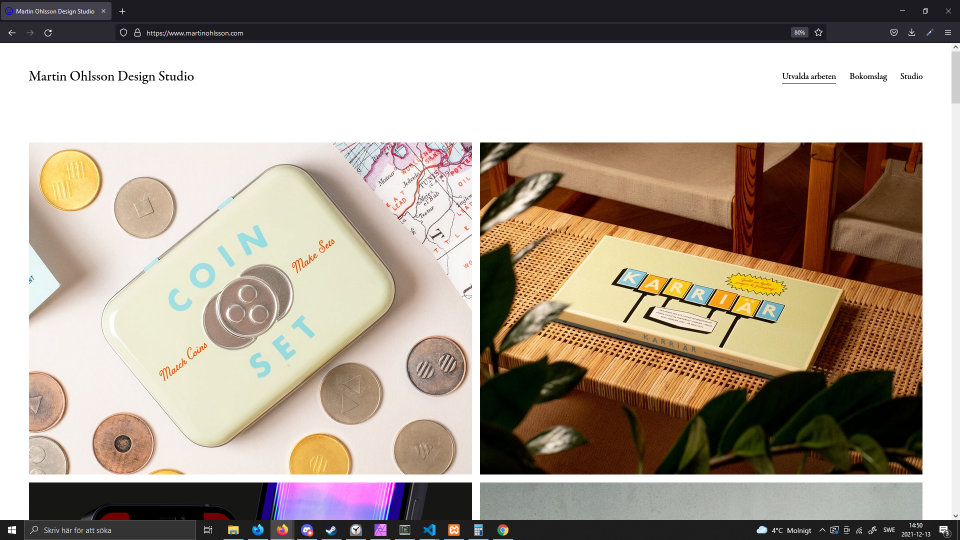 Martin Ohlsson Design Studio
https://www.martinohlsson.com
80%
Martin Ohlsson Design Studio
Utvalda arbeten
Bokomslag
Studio
COIN
SET
Make Sets
Match Coins
KARRIÄR
KARRIÄR
Skriv här för att söka
4°C Molnigt
SWE
14:50
2021-12-13